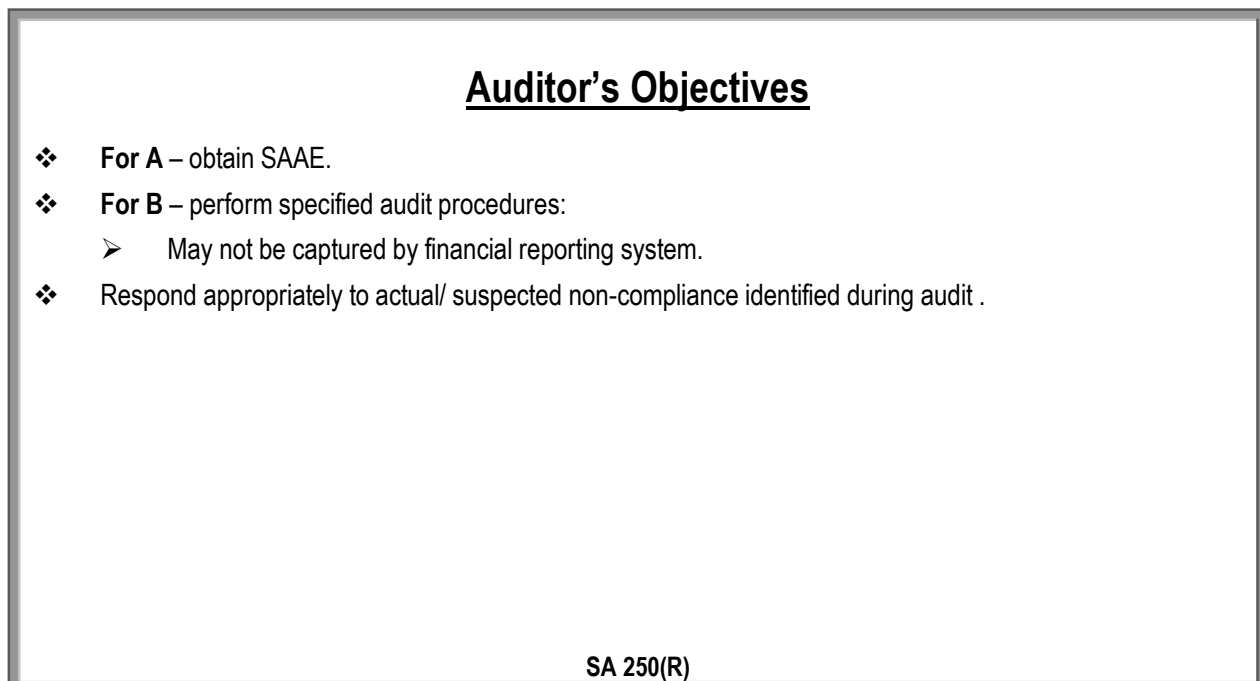 Auditor’s Objectives
❖ For A – obtain SAAE.
❖ For B – perform specified audit procedures:
➢ May not be captured by financial reporting system.
❖ Respond appropriately to actual/ suspected non-compliance identified during audit .
SA 250(R)